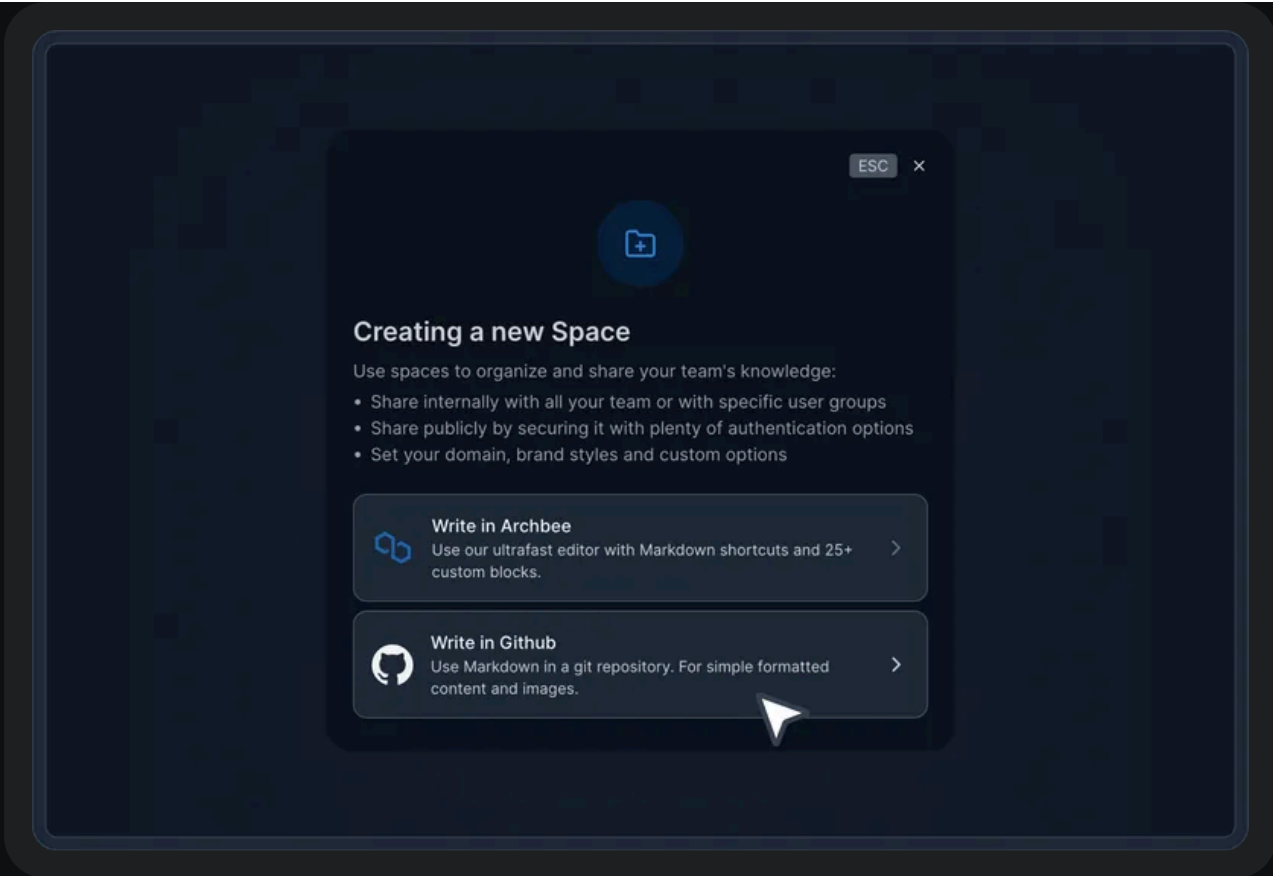 ESC
Creating a new Space
Use spaces to organize and share your team's knowledge:
• Share internally with all your team or with specific user groups
• Share publicly by securing it with plenty of authentication options
• Set your domain, brand styles and custom options
Write in Archbee
Use our ultrafast editor with Markdown shortcuts and 25+
custom blocks.
Write in Github
Use Markdown in a git repository. For simple formatted
content and images.